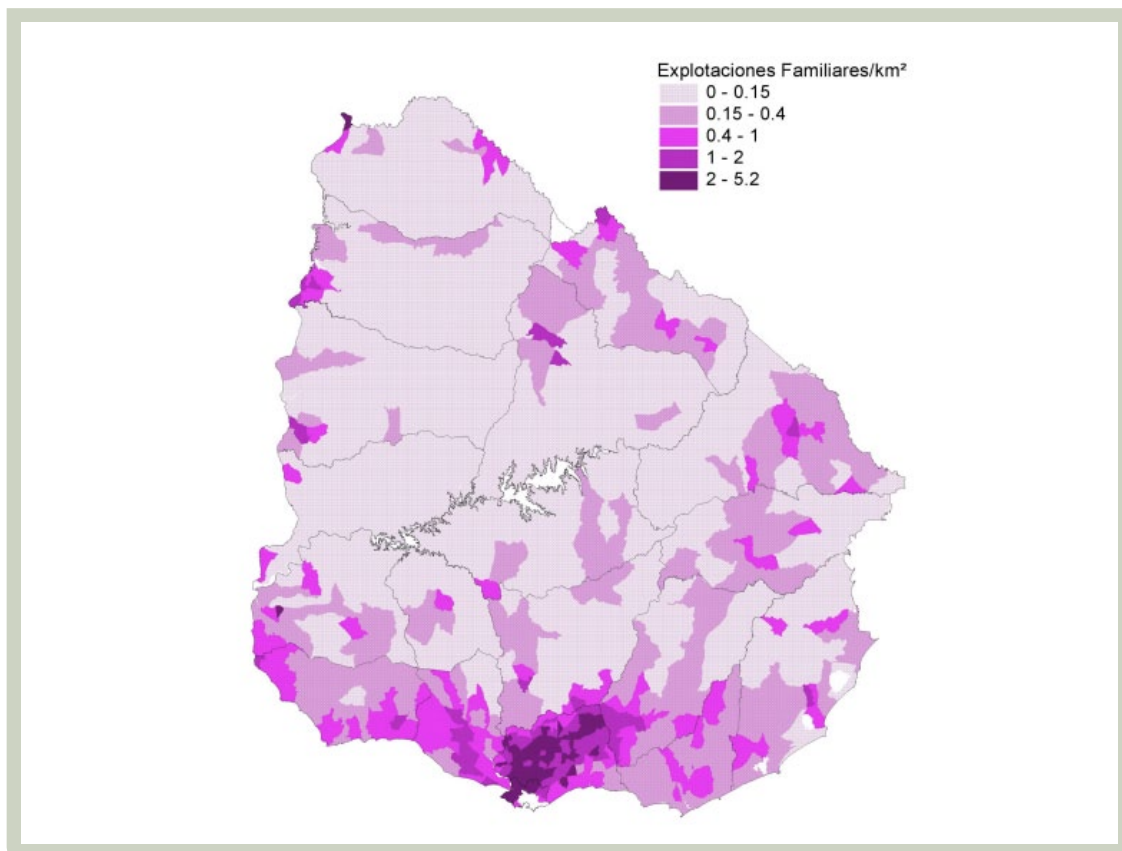 Explotaciones Familiares/km²
0 - 0.15
0.15 - 0.4
0.4 - 1
1 - 2
2 - 5.2